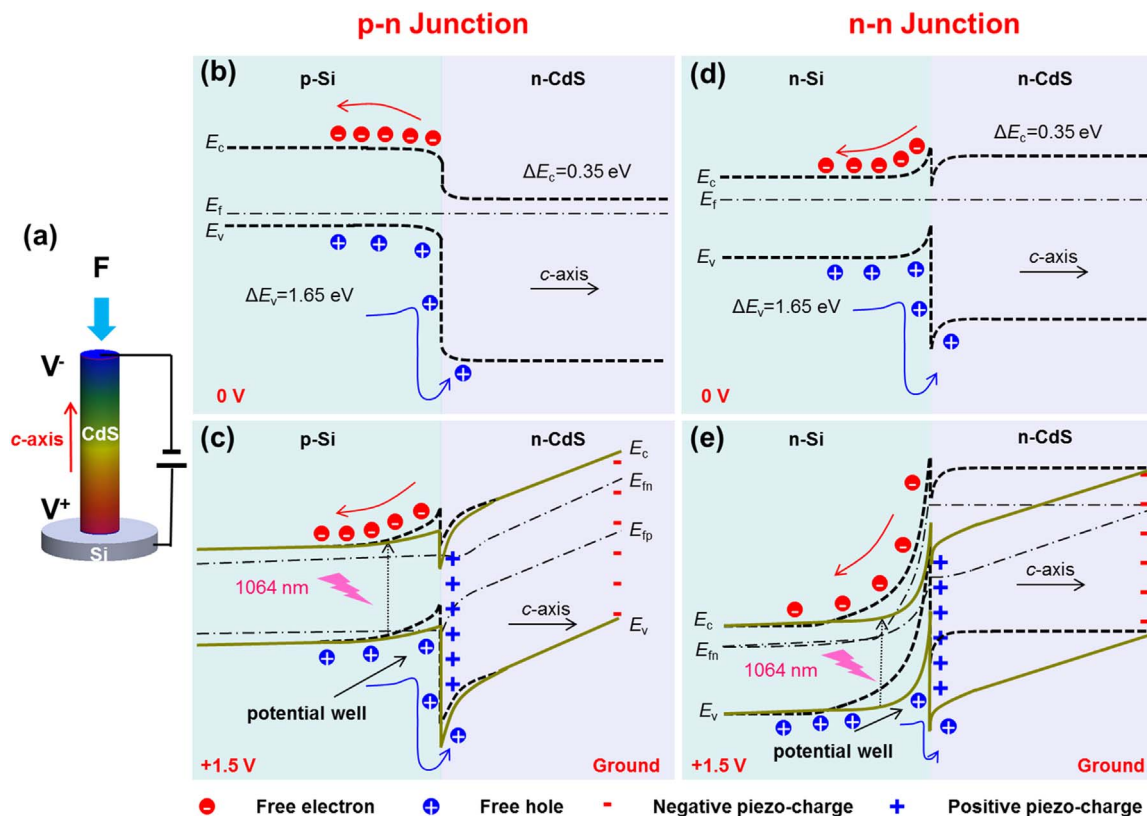 p-n Junction
n-n Junction
(a)
F
V-
c-axis
CdS
V+
Si
(b)
p-Si
n-CdS
Ec
ΔEc=0.35 eV
Ef
Ev
ΔEv=1.65 eV
c-axis
0 V
(d)
n-Si
n-CdS
ΔEc=0.35 eV
Ec
Ef
Ev
c-axis
ΔEv=1.65 eV
0 V
(c)
p-Si
n-CdS
Ec
Efn
Efp
1064 nm
c-axis
Ev
potential well
+1.5 V
Ground
(e)
n-Si
n-CdS
c-axis
Ec
Efn
1064 nm
Ev
potential well
+1.5 V
Ground
- Free electron
+ Free hole
- Negative piezo-charge
+ Positive piezo-charge